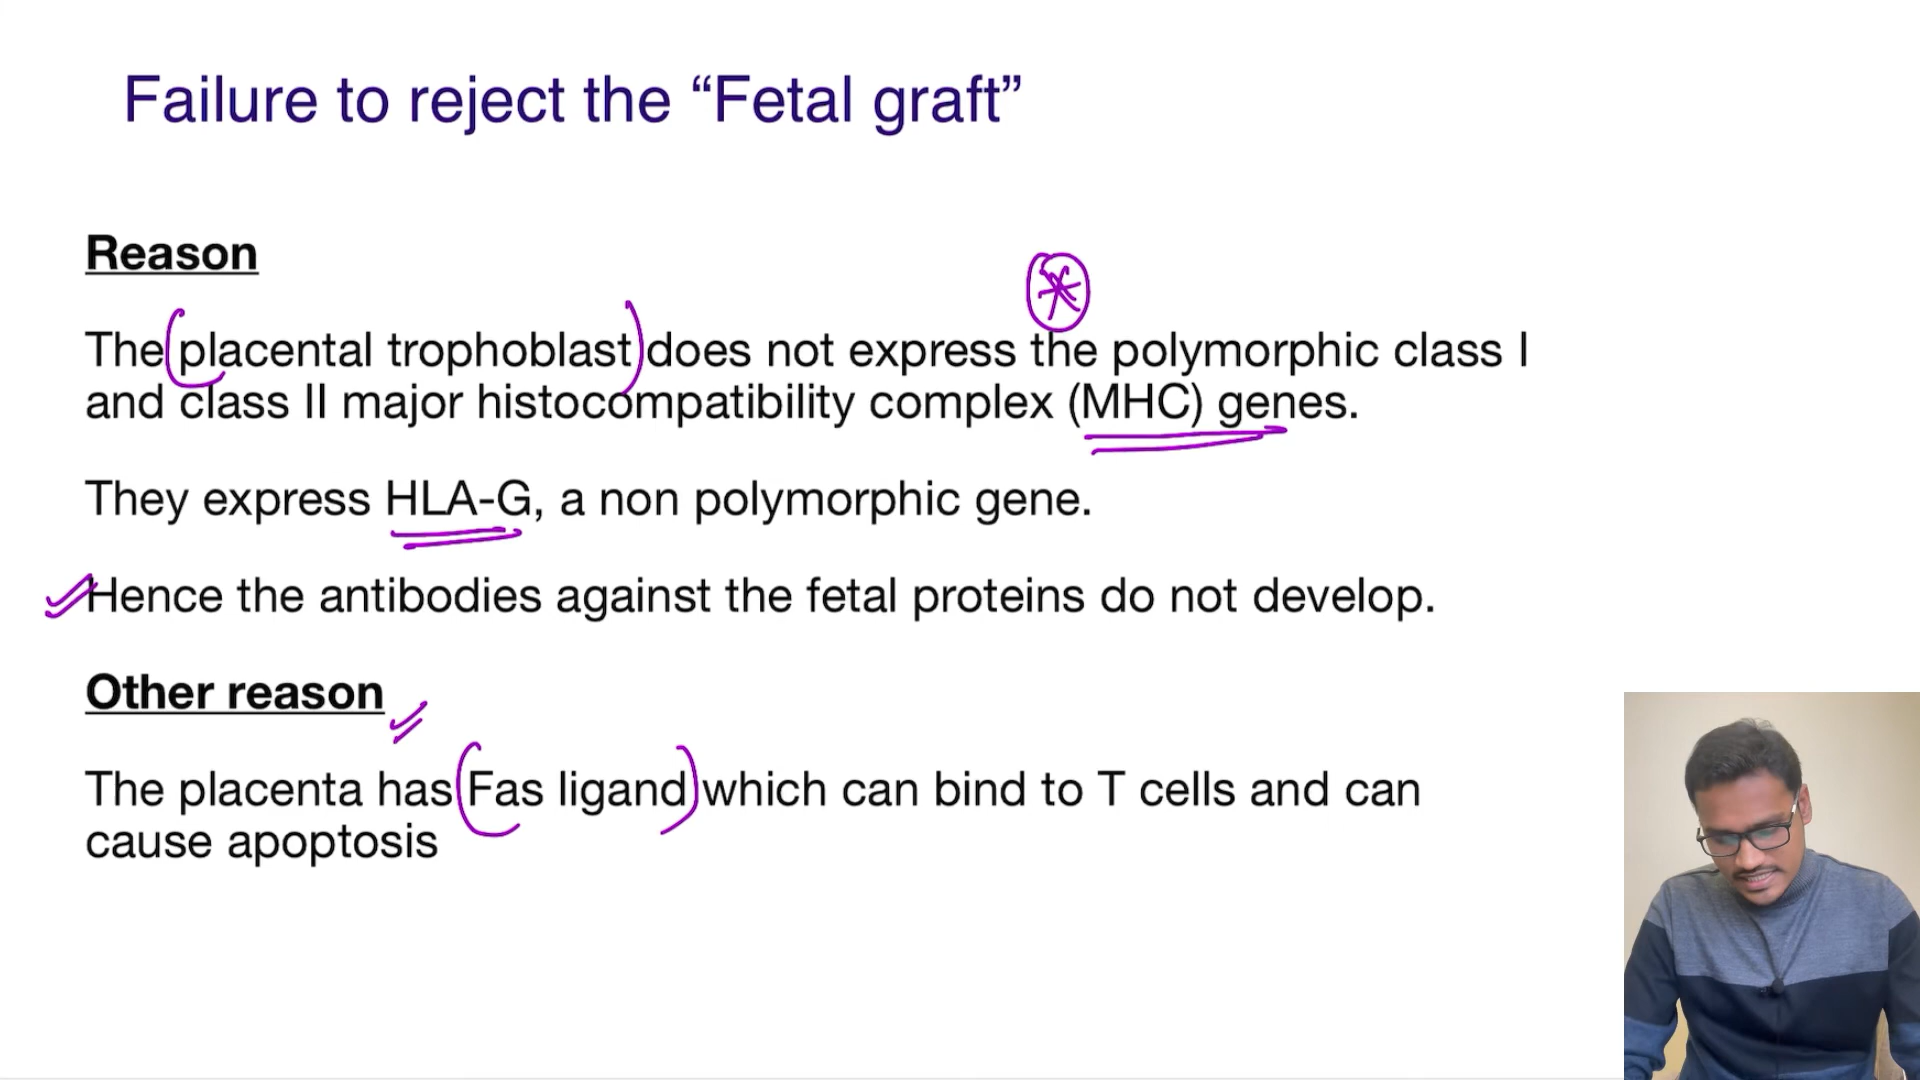 Failure to reject the “Fetal graft”
Reason
The placental trophoblast does not express the polymorphic class I
and class II major histocompatibility complex (MHC) genes.
They express HLA-G, a non polymorphic gene.
Hence the antibodies against the fetal proteins do not develop.
Other reason
The placenta has Fas ligand which can bind to T cells and can
cause apoptosis